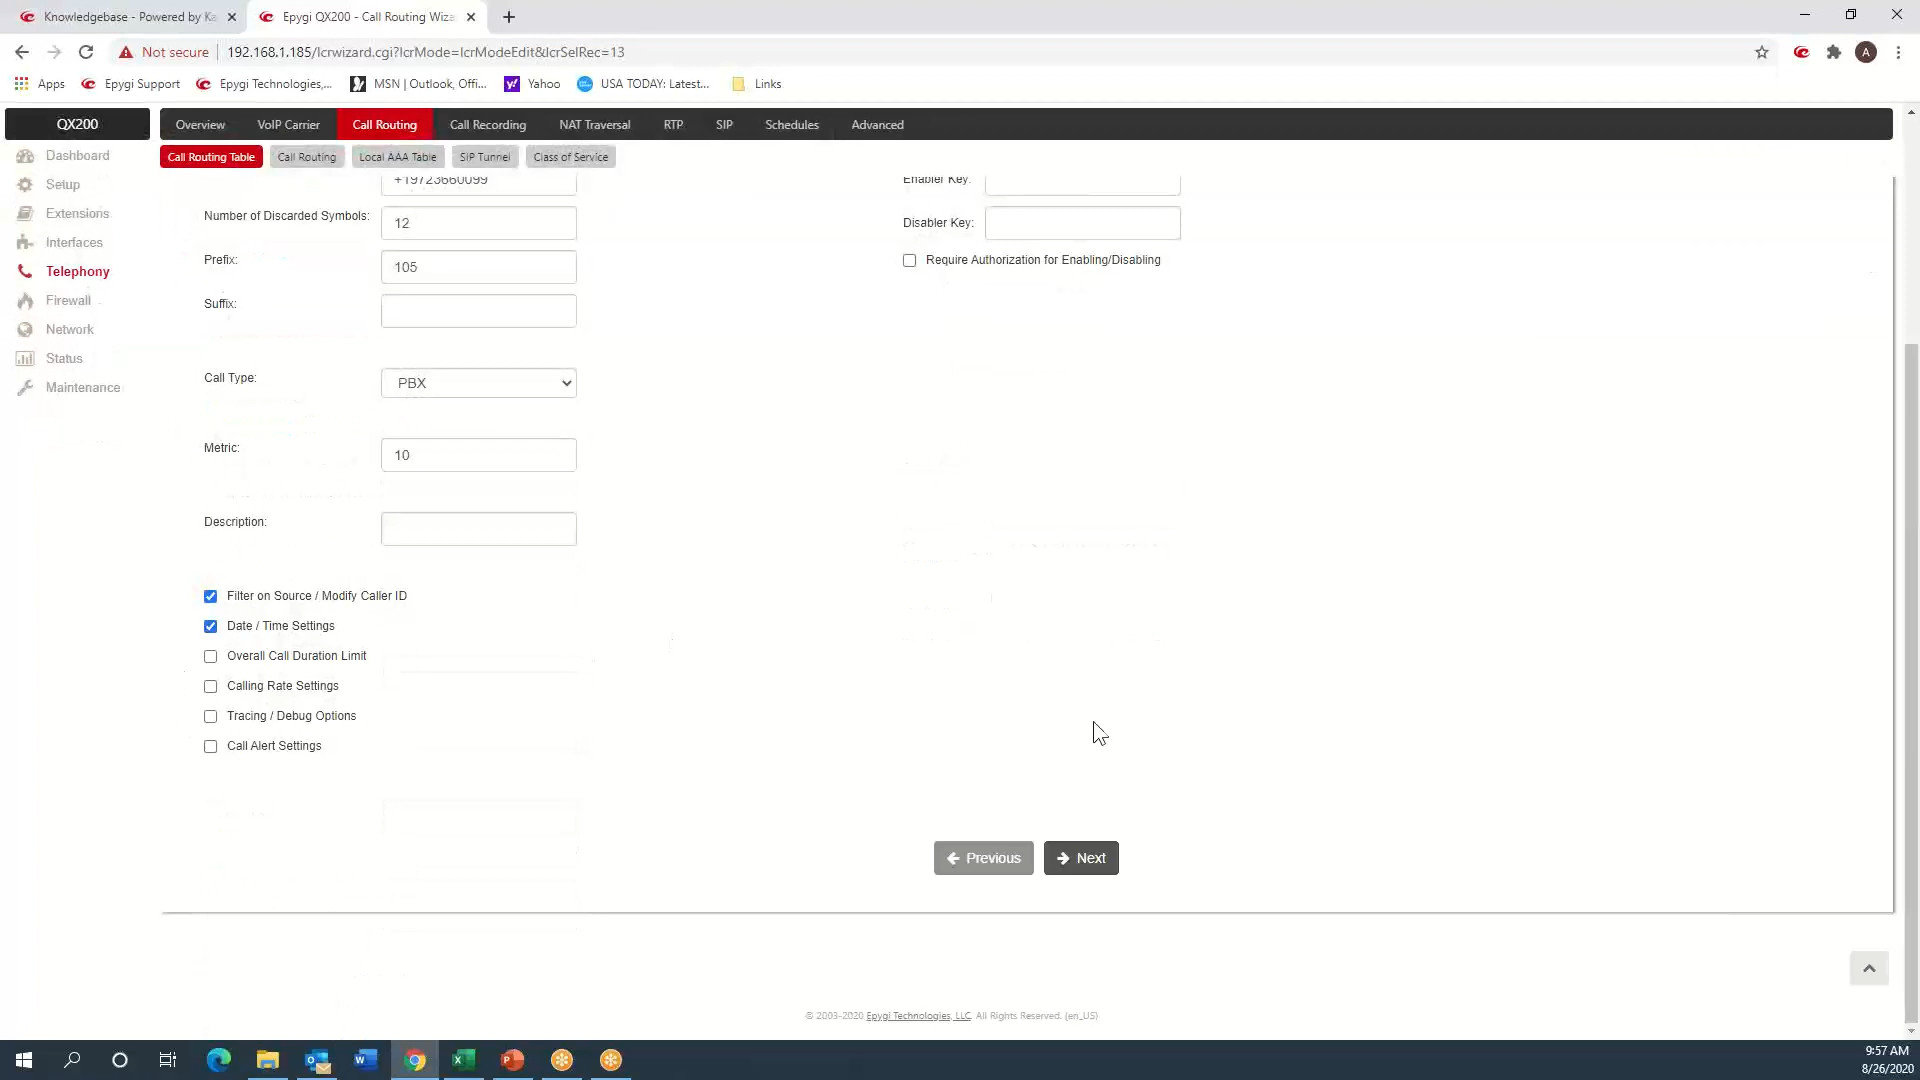 Knowledgebase - Powered by Ka
Epygi QX200 - Call Routing Wiza
Not secure
192.168.1.185/lcrwizard.cgi?lcrMode=lcrModeEdit&lcrSelRec=13
A
Apps
Epygi Support
Epygi Technologies,...
MSN | Outlook, Offi...
Yahoo
USA TODAY: Latest...
Links
QX200
Overview
VoIP Carrier
Call Routing
Call Recording
NAT Traversal
RTP
SIP
Schedules
Advanced
Call Routing Table
Call Routing
Local AAA Table
SIP Tunnel
Class of Service
Dashboard
Setup
Extensions
Interfaces
Telephony
Firewall
Network
Status
Maintenance
+19723660099
Number of Discarded Symbols: 12
Prefix: 105
Suffix:
Call Type: PBX
Metric: 10
Description:
Filter on Source / Modify Caller ID
Date / Time Settings
Overall Call Duration Limit
Calling Rate Settings
Tracing / Debug Options
Call Alert Settings
Enabler Key:
Disabler Key:
Require Authorization for Enabling/Disabling
Previous
Next
© 2003-2020 Epygi Technologies, LLC. All Rights Reserved. (en_US)
9:57 AM
8/26/2020